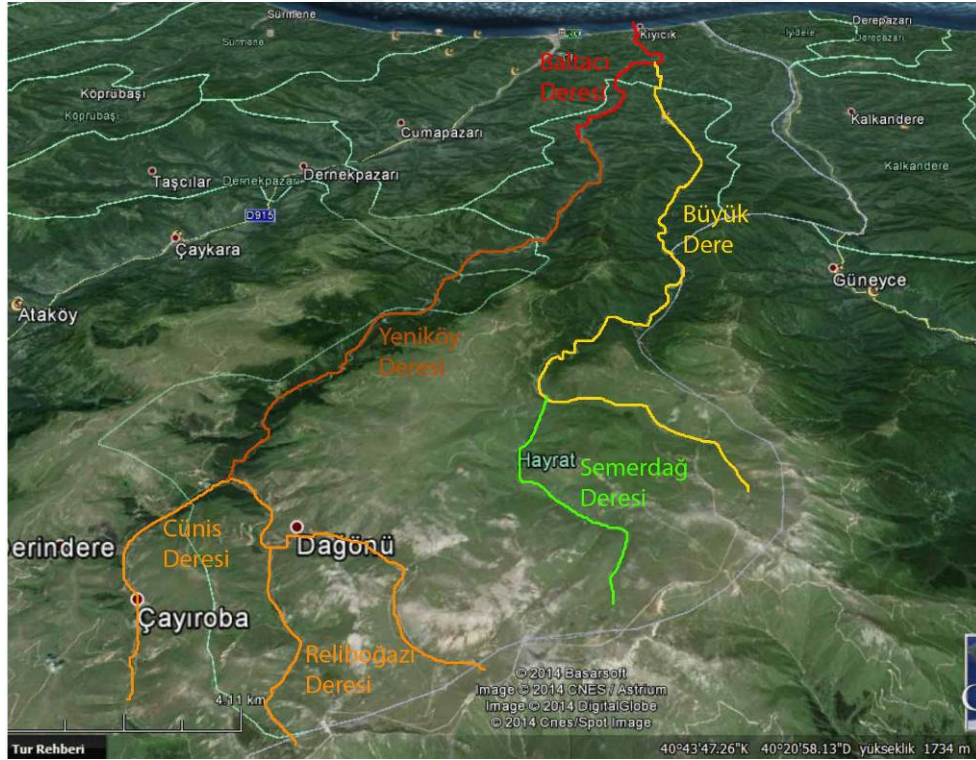 Sürmene
Sürmene
Kıyıcık
Derepazarı
İyidere
Derepazarı
Baltacı
Deresi
Köprübaşı
Köprubaşı
Cumapazarı
Kalkandere
Kalkandere
Taşcılar
Dernekpazarı
Dernekpazarı
D915
Büyük
Dere
Çaykara
Güneyce
Ataköy
Yeniköy
Deresi
Hayrat
Semerdağ
Deresi
Cünis
Deresi
Dağönü
Çayıroba
Reliboğazı
Deresi
4.11 km
© 2014 Basarsoft
Image © 2014 CNES / Astrium
Image © 2014 DigitalGlobe
© 2014 Cnes/Spot Image
Tur Rehberi
40°43'47.26"K 40°20'58.13"D yükseklik 1734 m